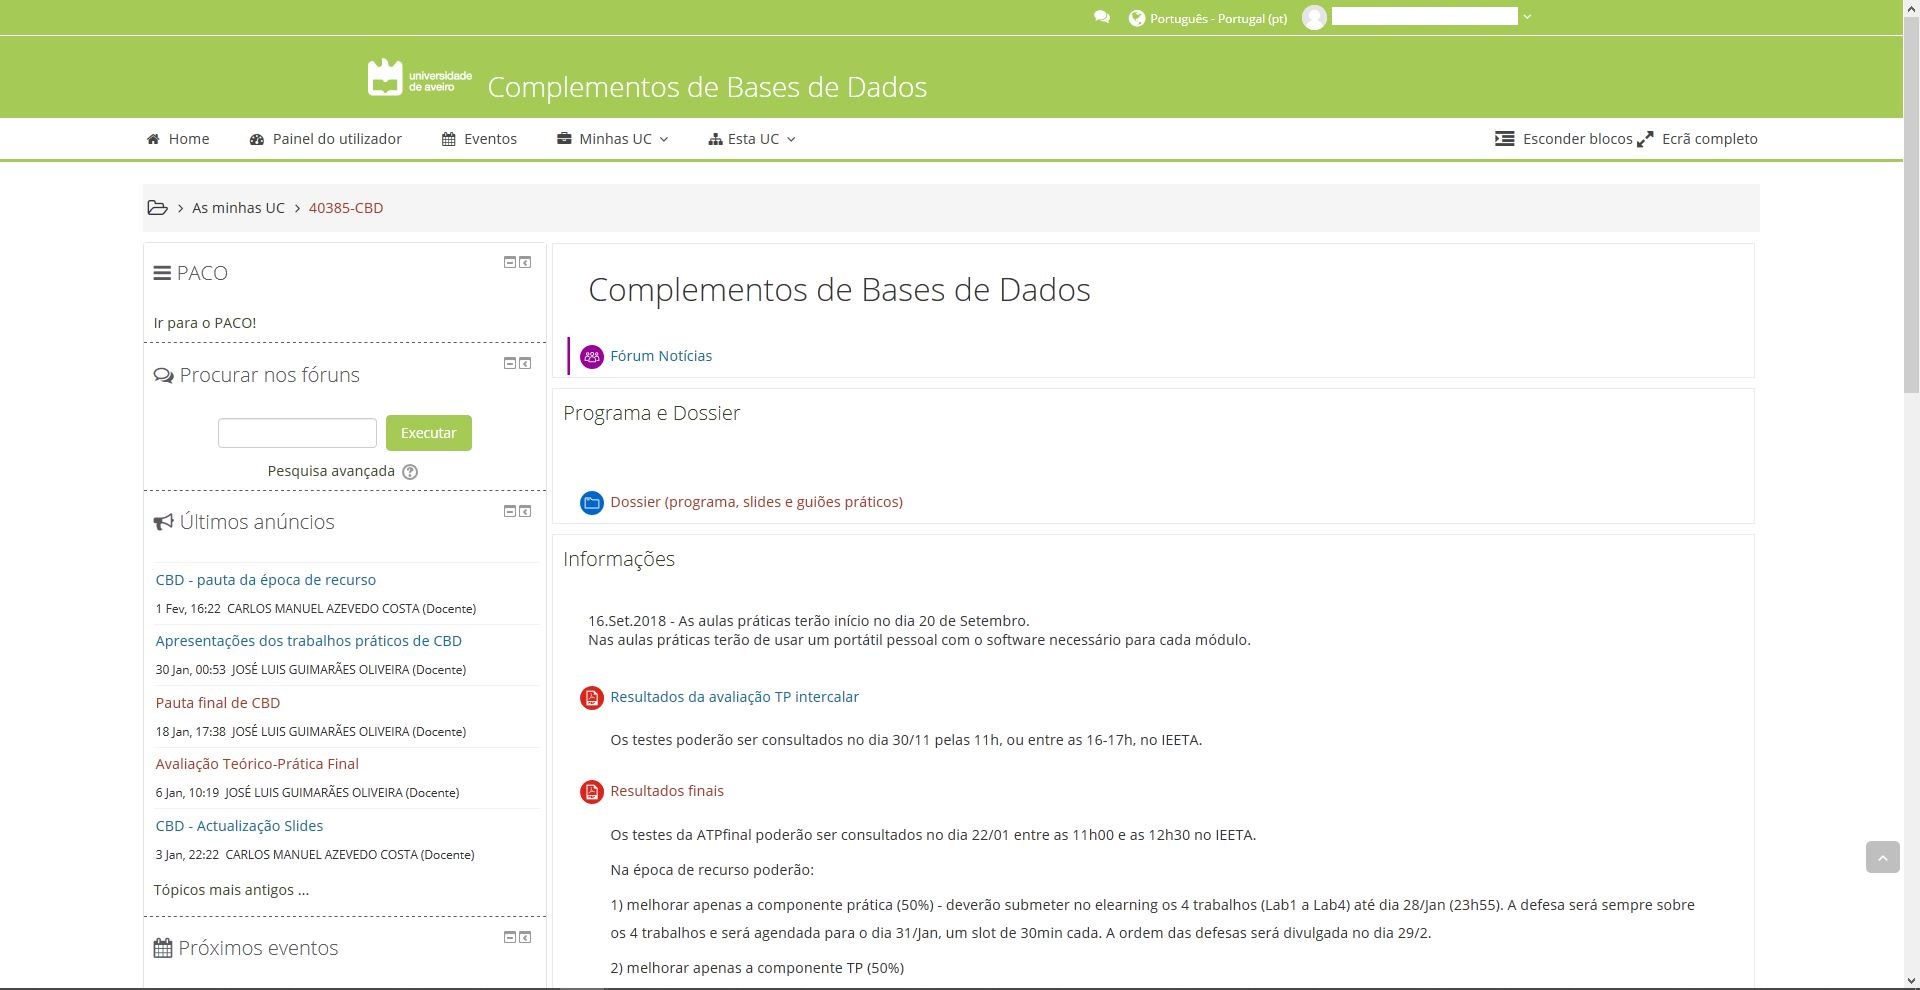 Português - Portugal (pt)
universidade
de aveiro
Complementos de Bases de Dados
Home
Painel do utilizador
Eventos
Minhas UC
Esta UC
Esconder blocos
Ecrã completo
As minhas UC
40385-CBD
PACO
Ir para o PACO!
Procurar nos fóruns
Executar
Pesquisa avançada
Últimos anúncios
CBD - pauta da época de recurso
1 Fev, 16:22 CARLOS MANUEL AZEVEDO COSTA (Docente)
Apresentações dos trabalhos práticos de CBD
30 Jan, 00:53 JOSÉ LUIS GUIMARÃES OLIVEIRA (Docente)
Pauta final de CBD
18 Jan, 17:38 JOSÉ LUIS GUIMARÃES OLIVEIRA (Docente)
Avaliação Teórico-Prática Final
6 Jan, 10:19 JOSÉ LUIS GUIMARÃES OLIVEIRA (Docente)
CBD - Actualização Slides
3 Jan, 22:22 CARLOS MANUEL AZEVEDO COSTA (Docente)
Tópicos mais antigos ...
Próximos eventos
Complementos de Bases de Dados
Fórum Notícias
Programa e Dossier
Dossier (programa, slides e guiões práticos)
Informações
16.Set.2018 - As aulas práticas terão início no dia 20 de Setembro.
Nas aulas práticas terão de usar um portátil pessoal com o software necessário para cada módulo.
Resultados da avaliação TP intercalar
Os testes poderão ser consultados no dia 30/11 pelas 11h, ou entre as 16-17h, no IEETA.
Resultados finais
Os testes da ATPfinal poderão ser consultados no dia 22/01 entre as 11h00 e as 12h30 no IEETA.
Na época de recurso poderão:
1) melhorar apenas a componente prática (50%) - deverão submeter no elearning os 4 trabalhos (Lab1 a Lab4) até dia 28/Jan (23h55). A defesa será sempre sobre
os 4 trabalhos e será agendada para o dia 31/Jan, um slot de 30min cada. A ordem das defesas será divulgada no dia 29/2.
2) melhorar apenas a componente TP (50%)